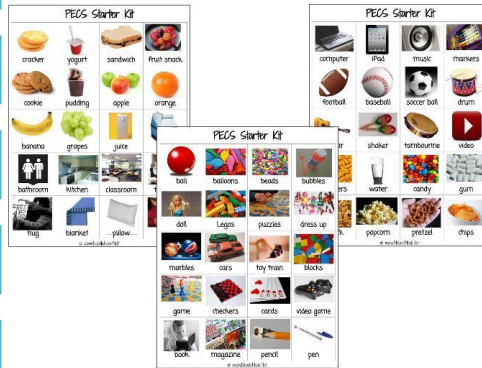 PECS Starter Kit
cracker yogurt sandwich fruit snack
cookie pudding apple orange
banana grapes juice
bathroom kitchen classroom
hug blanket pillow
PECS Starter Kit
computer iPad music markers
football baseball soccer ball drum
shaker tambourine video
water candy gum
popcorn pretzel chips
PECS Starter Kit
ball balloons beads bubbles
doll Legos puzzles dress up
marbles cars toy train blocks
game checkers cards video game
book magazine pencil pen